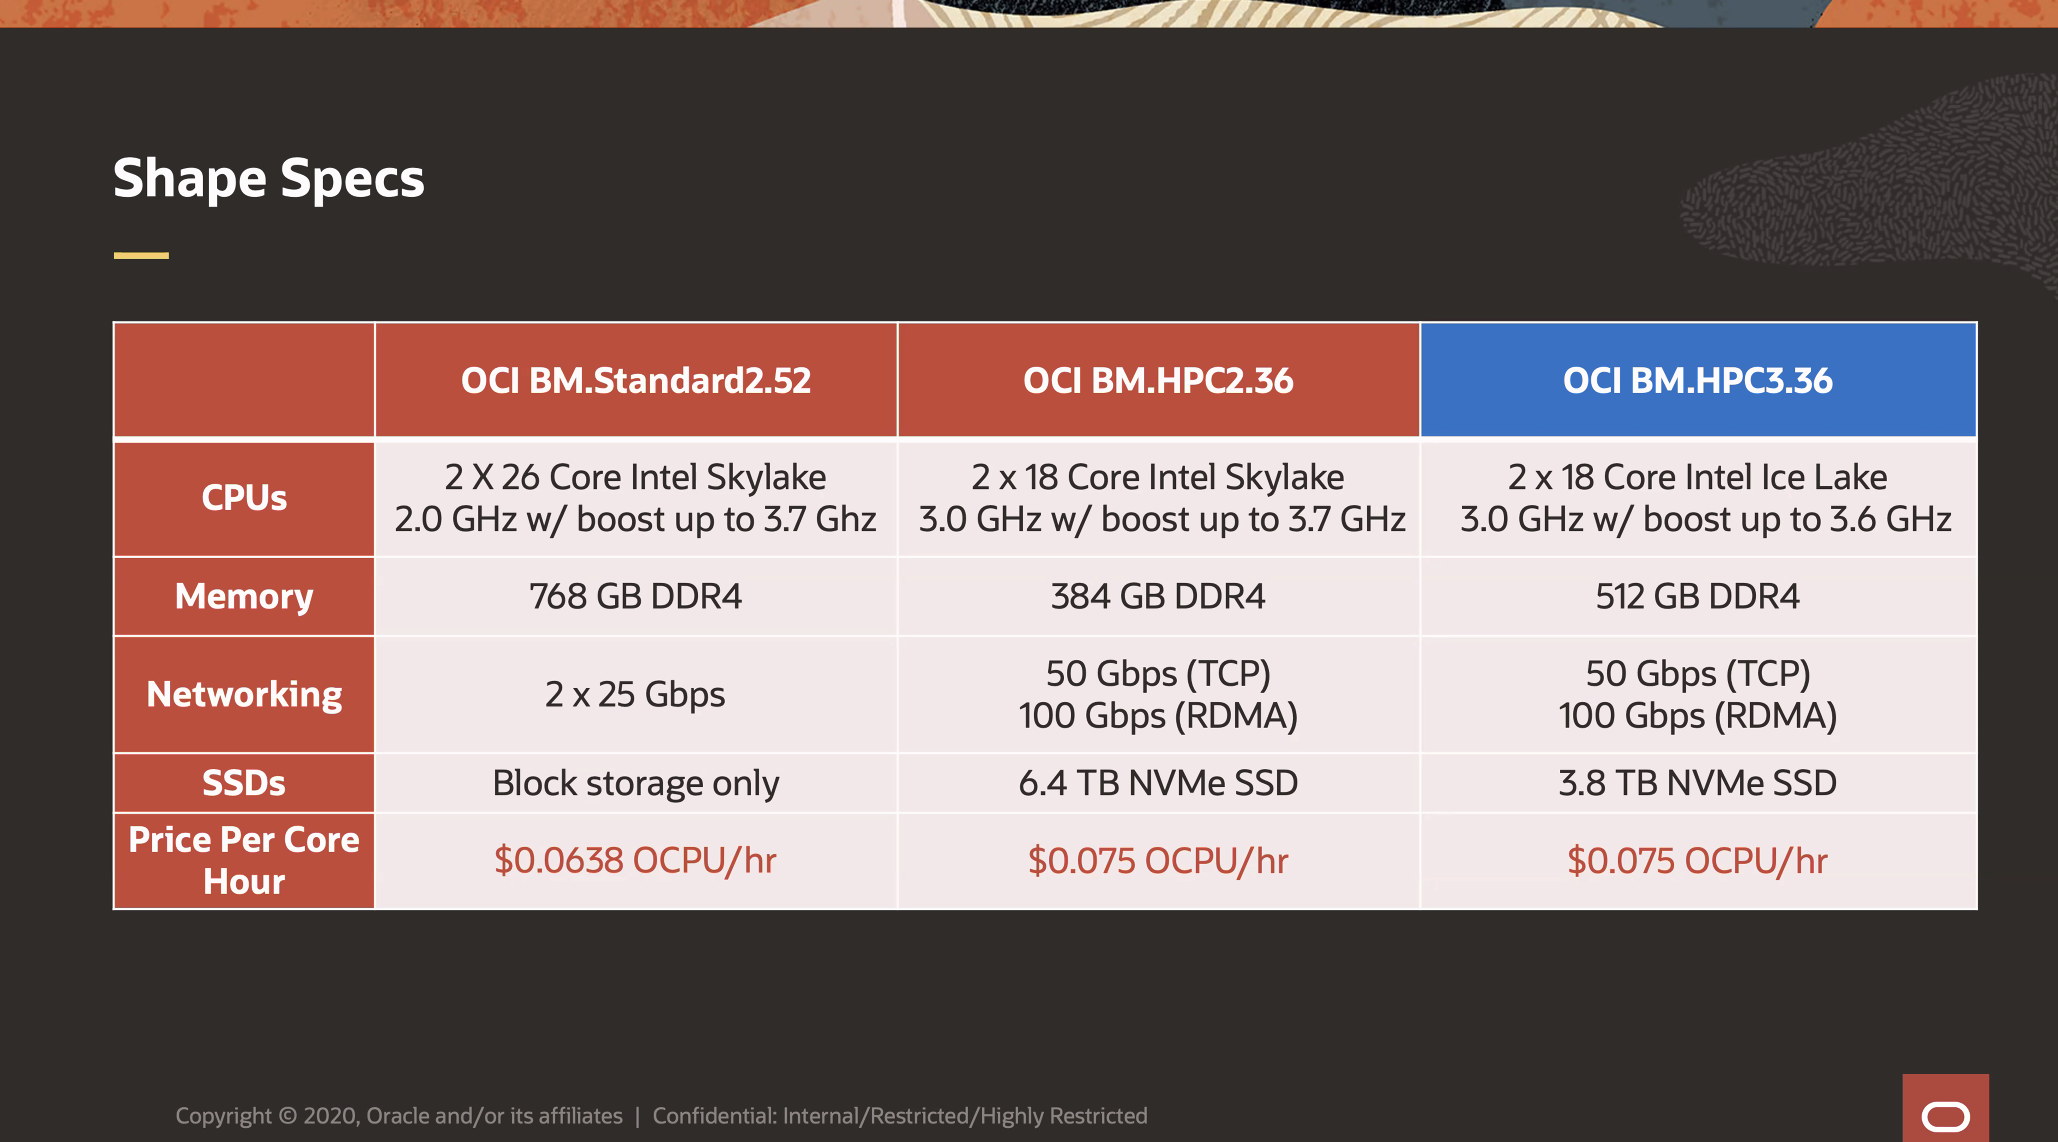 Shape Specs
OCI BM.Standard2.52
OCI BM.HPC2.36
OCI BM.HPC3.36
CPUs
2 X 26 Core Intel Skylake
2.0 GHz w/ boost up to 3.7 Ghz
2 x 18 Core Intel Skylake
3.0 GHz w/ boost up to 3.7 GHz
2 x 18 Core Intel Ice Lake
3.0 GHz w/ boost up to 3.6 GHz
Memory
768 GB DDR4
384 GB DDR4
512 GB DDR4
Networking
2 x 25 Gbps
50 Gbps (TCP)
100 Gbps (RDMA)
50 Gbps (TCP)
100 Gbps (RDMA)
SSDs
Block storage only
6.4 TB NVMe SSD
3.8 TB NVMe SSD
Price Per Core
Hour
$0.0638 OCPU/hr
$0.075 OCPU/hr
$0.075 OCPU/hr
Copyright © 2020, Oracle and/or its affiliates | Confidential: Internal/Restricted/Highly Restricted